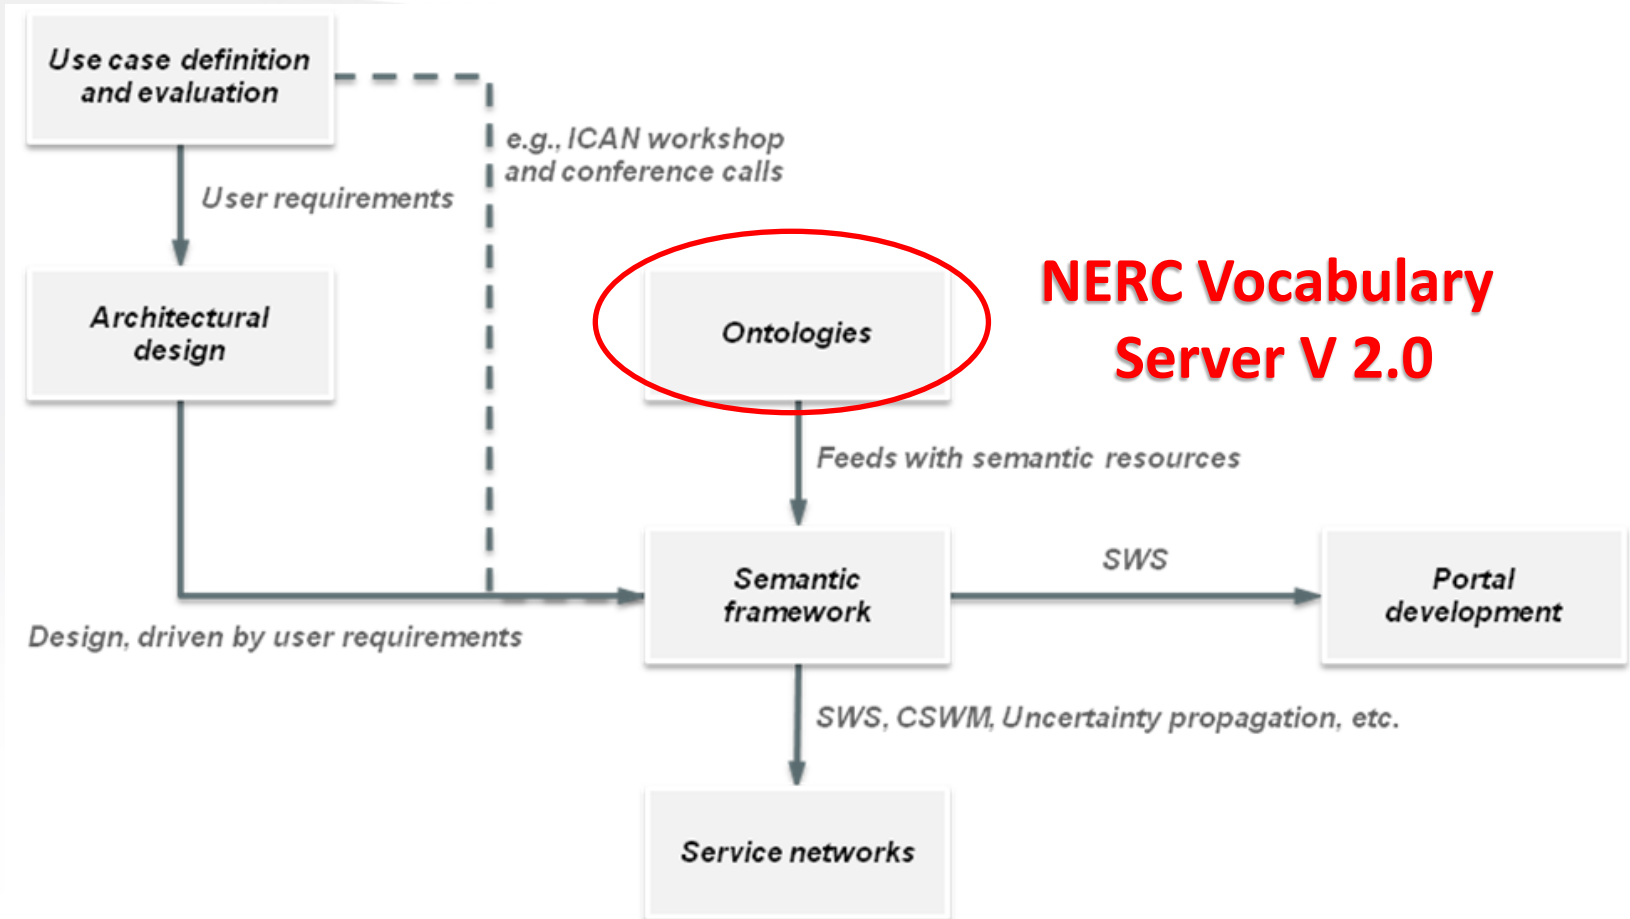 Use case definition
and evaluation
e.g., ICAN workshop
and conference calls
User requirements
Architectural
design
Ontologies
NERC Vocabulary
Server V 2.0
Feeds with semantic resources
Semantic
framework
SWS
Portal
development
Design, driven by user requirements
SWS, CSWM, Uncertainty propagation, etc.
Service networks